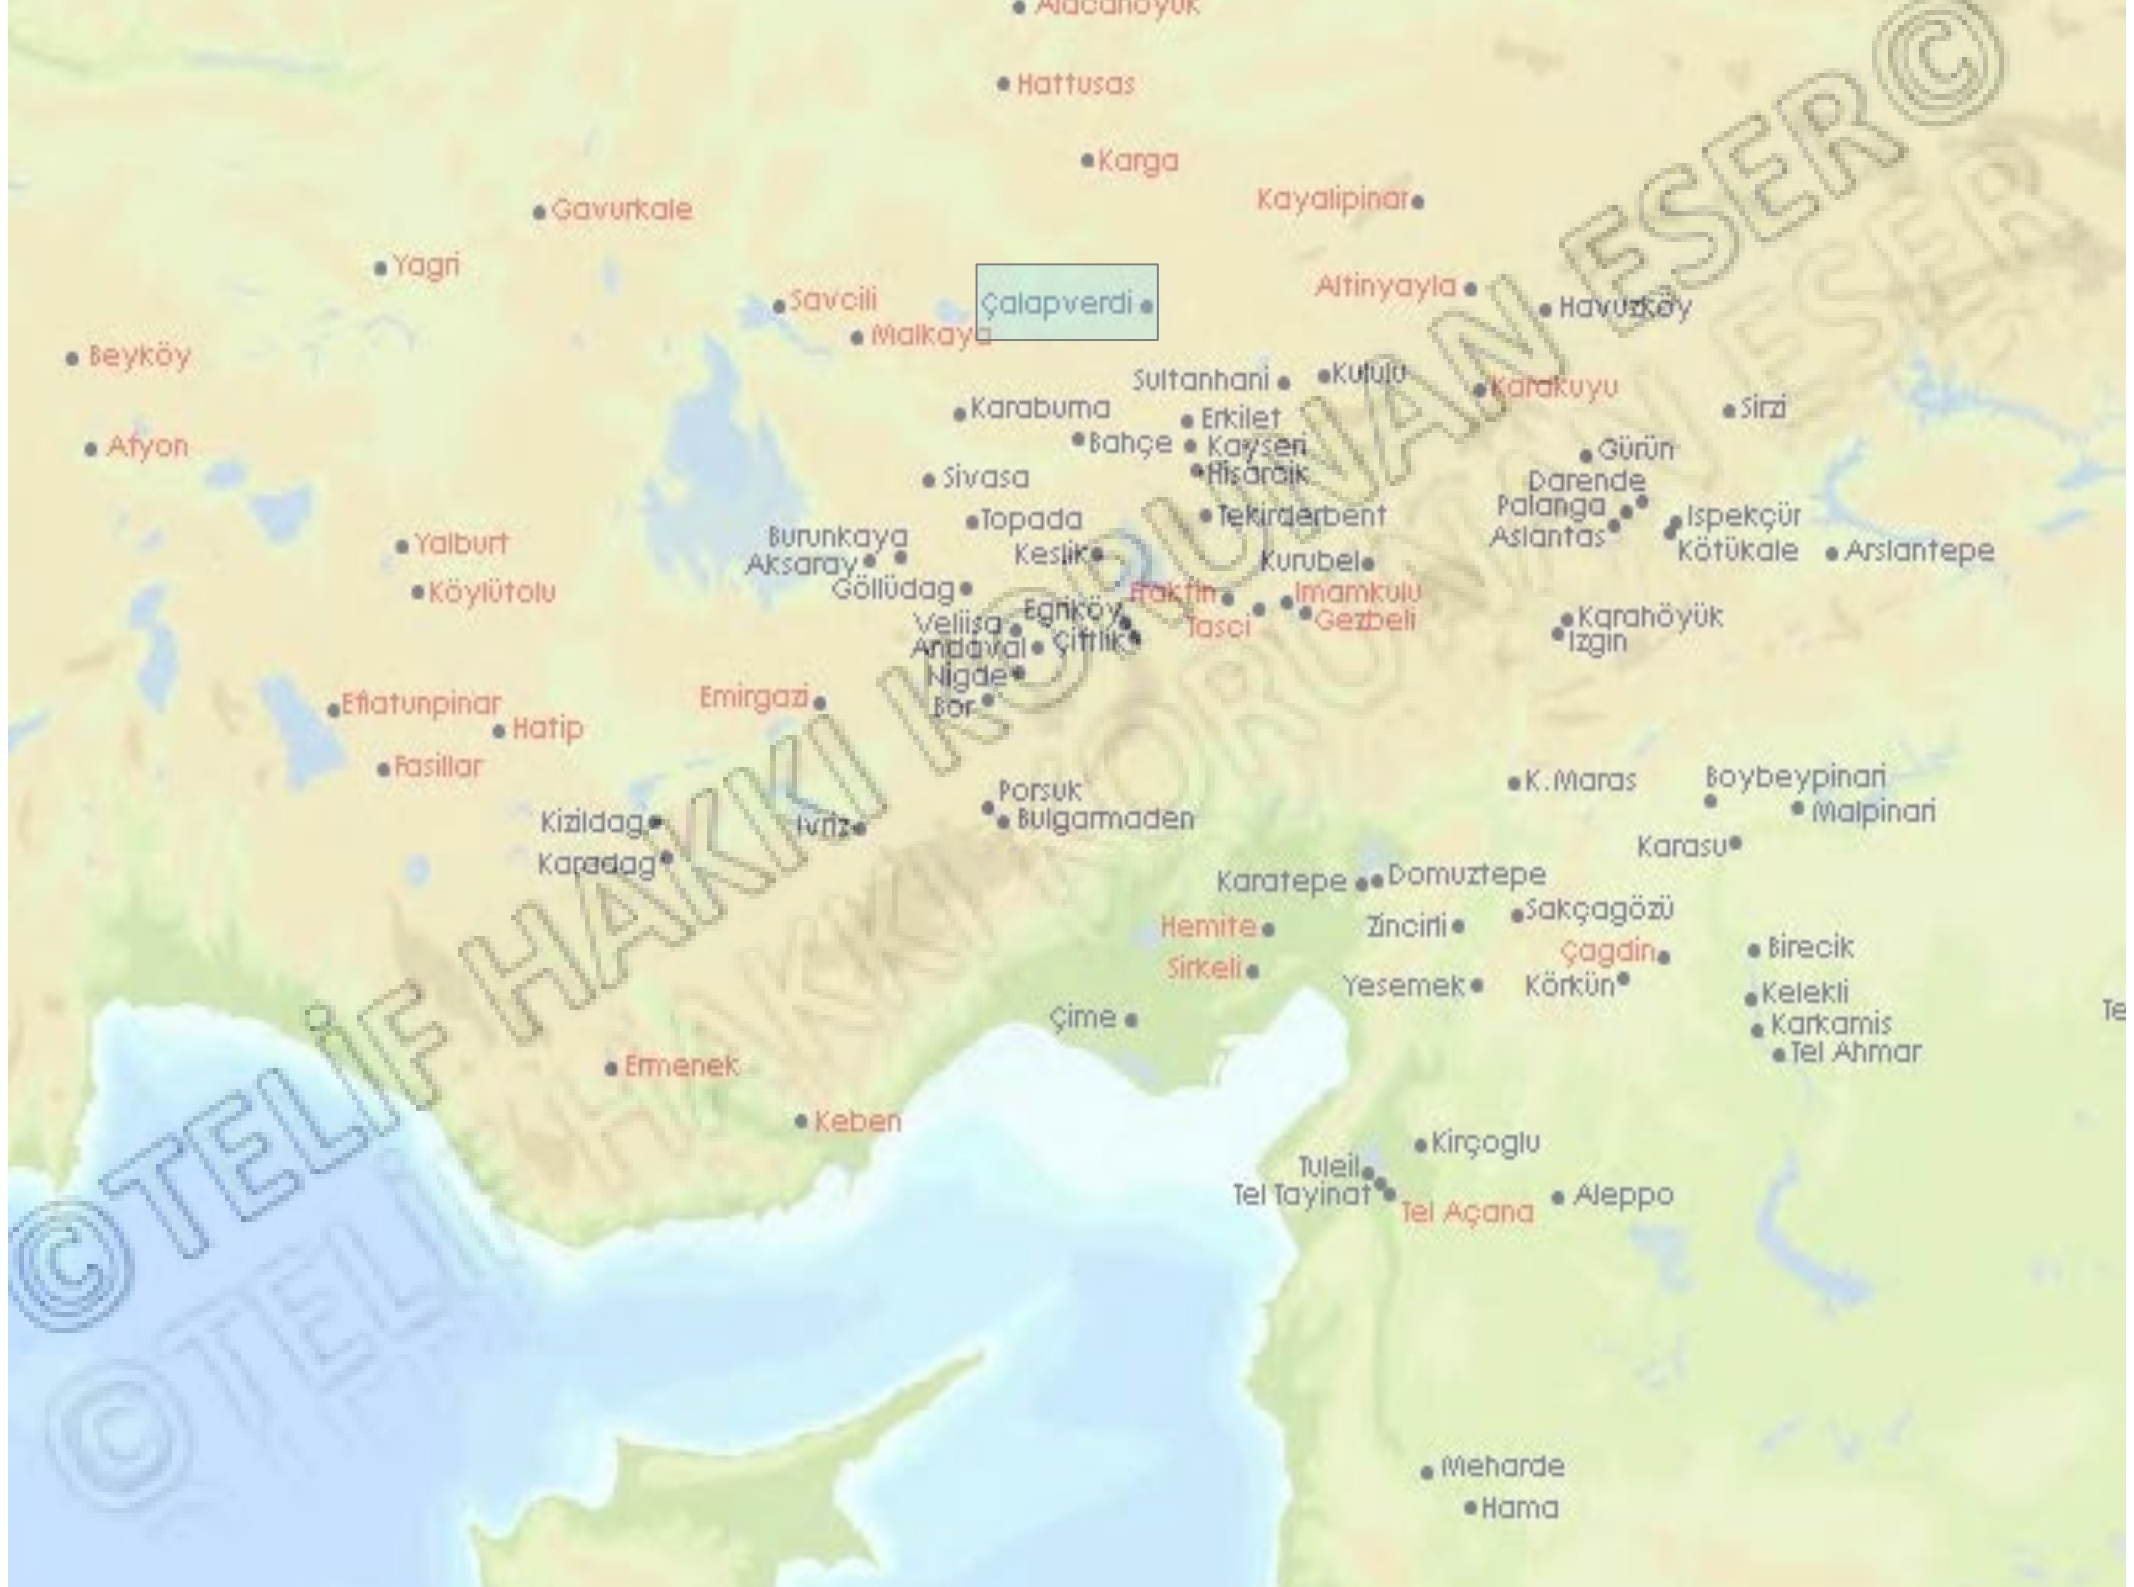 Alacahöyük
Hattusas
Karga
Kayalipinar
Gavurkale
Yagri
Savcili
Çalapverdi
Altinyayla
Havuzköy
Malkaya
Beyköy
Sultanhani
Kululu
Karakuyu
Karaburna
Erkilet
Sirzi
Afyon
Bahçe
Kayseri
Gürün
Hisarcik
Sivasa
Darende
Palanga
Topada
Tekirderbent
Ispekçür
Aslantas
Burunkaya
Yalburt
Keslik
Kötükale
Arslantepe
Aksaray
Kurubel
Göllüdag
Fraktin
Imamkulu
Köylütolu
Egriköy
Veliisa
Tasci
Gezbeli
Karahöyük
Andaval
Çiftlik
Izgin
Nigde
Emirgazi
Bor
Eflatunpinar
Hatip
Fasillar
K.Maras
Boybeypinari
Porsuk
Malpinari
Kizildag
Ivriz
Bulgarmaden
Karasu
Karadag
Karatepe
Domuztepe
Sakçagözü
Hemite
Zincirli
Çagdin
Birecik
Sirkeli
Yesemek
Körkün
Kelekli
Te
Çime
Karkamis
Tel Ahmar
Ermenek
Keben
Kirçoglu
Tuleil
Tel Tayinat
Aleppo
Tel Açana
Meharde
Hama
©TELİF HAKKI KORUNAN ESER©